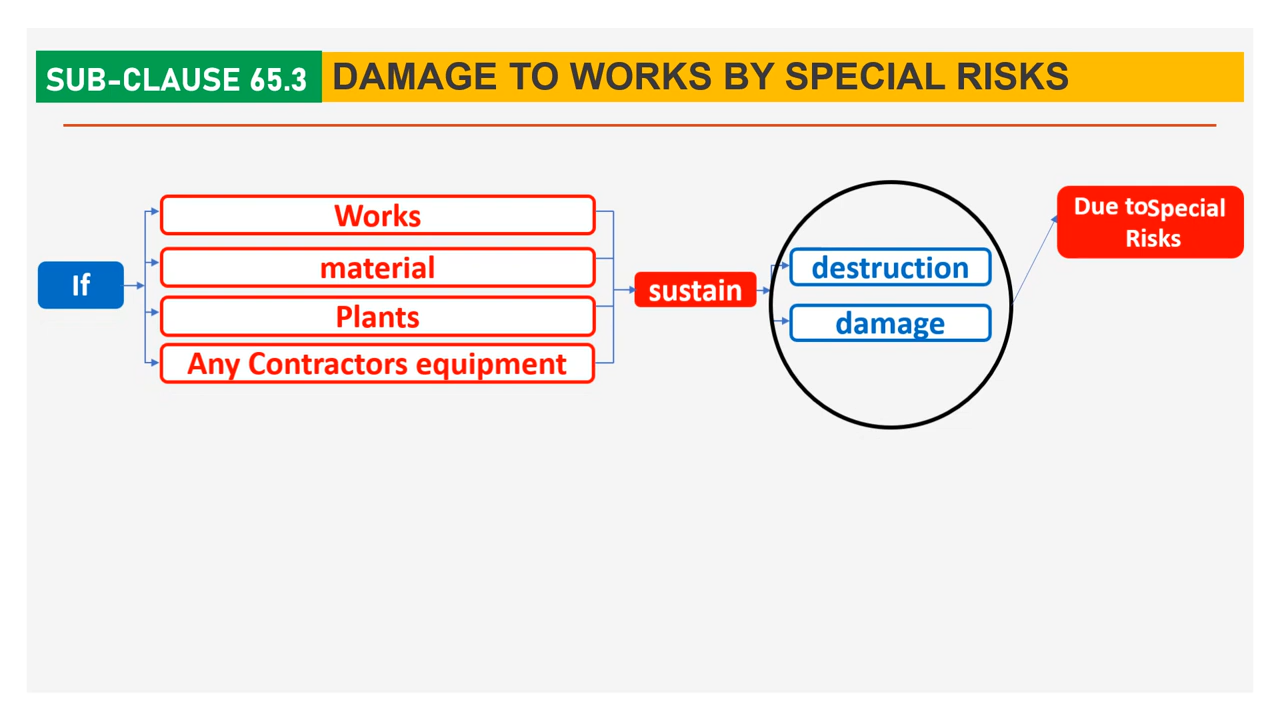 SUB-CLAUSE 65.3 DAMAGE TO WORKS BY SPECIAL RISKS
If
Works
material
Plants
Any Contractors equipment
sustain
destruction
damage
Due toSpecial
Risks